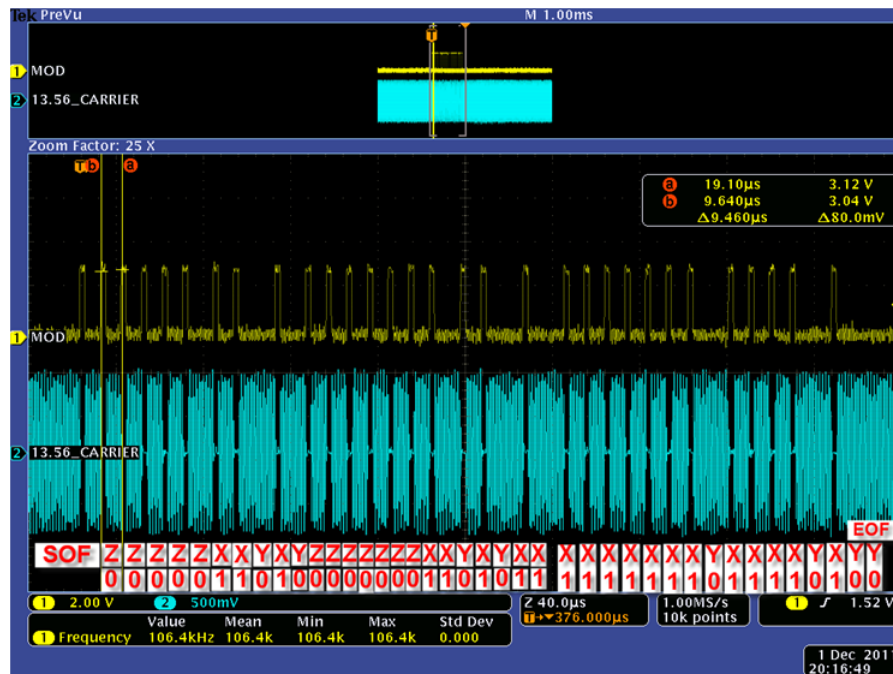 Tek PreVu M 1.00ms
T
1 MOD
2 13.56_CARRIER
Zoom Factor: 25 X
T b a
a 19.10µs 3.12 V
b 9.640µs 3.04 V
Δ9.460µs Δ80.0mV
1 MOD
2 13.56_CARRIER
EOF
SOF Z Z Z Z Z X X Y X Y Z Z Z Z Z Z X X Y X Y X X X X X X X X X Y X X X X Y X Y Y
0 0 0 0 0 1 1 0 1 0 0 0 0 0 0 0 1 1 0 1 0 1 1 1 1 1 1 1 1 1 0 1 1 1 1 0 1 0 0
1 2.00 V 2 500mV Z 40.0µs 1.00MS/s 1 1.52 V
T→▼376.000µs 10k points
Value Mean Min Max Std Dev
1 Frequency 106.4kHz 106.4k 106.4k 106.4k 0.000
1 Dec 2011
20:16:49